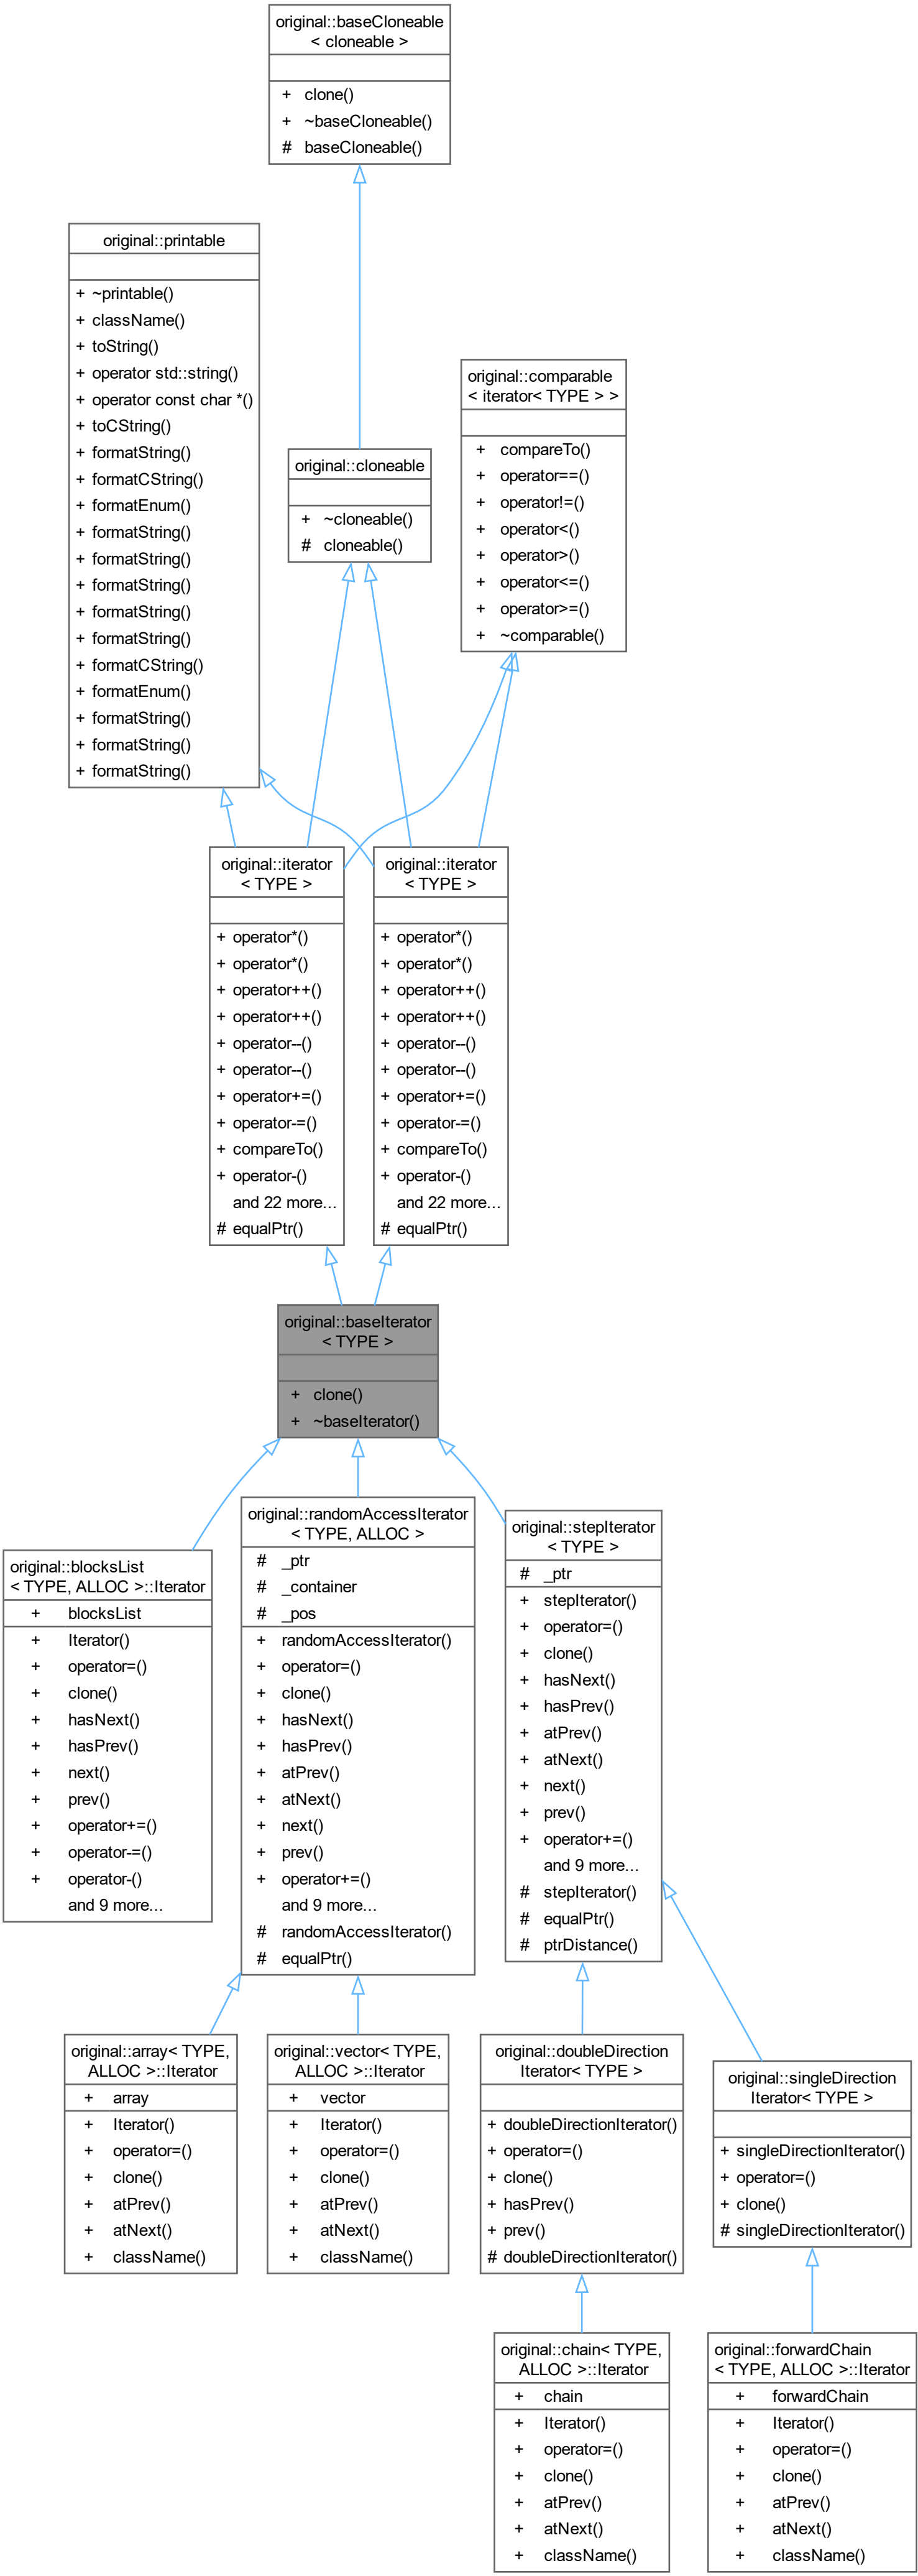 original::baseCloneable
< cloneable >
+ clone()
+ ~baseCloneable()
# baseCloneable()
original::printable
+ ~printable()
+ className()
+ toString()
+ operator std::string()
+ operator const char *()
+ toCString()
+ formatString()
+ formatCString()
+ formatEnum()
+ formatString()
+ formatString()
+ formatString()
+ formatString()
+ formatString()
+ formatCString()
+ formatEnum()
+ formatString()
+ formatString()
+ formatString()
original::comparable
< iterator< TYPE > >
+ compareTo()
+ operator==()
+ operator!=()
+ operator<()
+ operator>()
+ operator<=()
+ operator>=()
+ ~comparable()
original::cloneable
+ ~cloneable()
# cloneable()
original::iterator
< TYPE >
+ operator*()
+ operator*()
+ operator++()
+ operator++()
+ operator--()
+ operator--()
+ operator+=()
+ operator-=()
+ compareTo()
+ operator-()
and 22 more...
# equalPtr()
original::iterator
< TYPE >
+ operator*()
+ operator*()
+ operator++()
+ operator++()
+ operator--()
+ operator--()
+ operator+=()
+ operator-=()
+ compareTo()
+ operator-()
and 22 more...
# equalPtr()
original::baseIterator
< TYPE >
+ clone()
+ ~baseIterator()
original::blocksList
< TYPE, ALLOC >::Iterator
+ blocksList
+ Iterator()
+ operator=()
+ clone()
+ hasNext()
+ hasPrev()
+ next()
+ prev()
+ operator+=()
+ operator-=()
+ operator-()
and 9 more...
original::randomAccessIterator
< TYPE, ALLOC >
# _ptr
# _container
# _pos
+ randomAccessIterator()
+ operator=()
+ clone()
+ hasNext()
+ hasPrev()
+ atPrev()
+ atNext()
+ next()
+ prev()
+ operator+=()
and 9 more...
# randomAccessIterator()
# equalPtr()
original::stepIterator
< TYPE >
# _ptr
+ stepIterator()
+ operator=()
+ clone()
+ hasNext()
+ hasPrev()
+ atPrev()
+ atNext()
+ next()
+ prev()
+ operator+=()
and 9 more...
# stepIterator()
# equalPtr()
# ptrDistance()
original::array< TYPE,
ALLOC >::Iterator
+ array
+ Iterator()
+ operator=()
+ clone()
+ atPrev()
+ atNext()
+ className()
original::vector< TYPE,
ALLOC >::Iterator
+ vector
+ Iterator()
+ operator=()
+ clone()
+ atPrev()
+ atNext()
+ className()
original::doubleDirection
Iterator< TYPE >
+ doubleDirectionIterator()
+ operator=()
+ clone()
+ hasPrev()
+ prev()
# doubleDirectionIterator()
original::singleDirection
Iterator< TYPE >
+ singleDirectionIterator()
+ operator=()
+ clone()
# singleDirectionIterator()
original::chain< TYPE,
ALLOC >::Iterator
+ chain
+ Iterator()
+ operator=()
+ clone()
+ atPrev()
+ atNext()
+ className()
original::forwardChain
< TYPE, ALLOC >::Iterator
+ forwardChain
+ Iterator()
+ operator=()
+ clone()
+ atPrev()
+ atNext()
+ className()